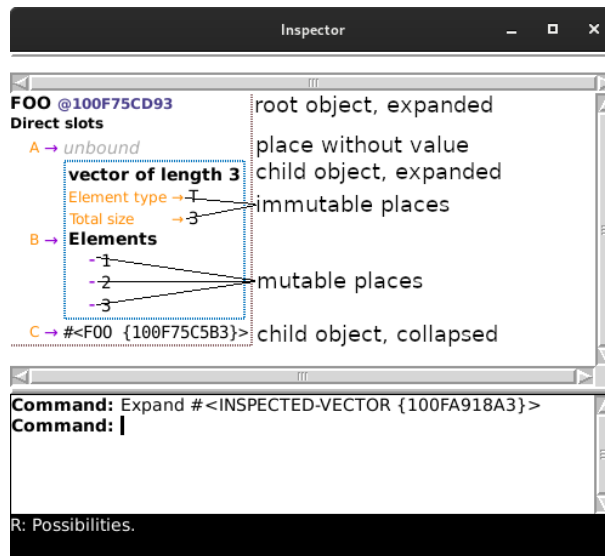 Inspector
FOO @100F75CD93 root object, expanded
Direct slots
A → unbound place without value
vector of length 3 child object, expanded
Element type → T
immutable places
Total size → 3
B → Elements
- 1
- 2 mutable places
- 3
C → #<FOO {100F75C5B3}> child object, collapsed
Command: Expand #<INSPECTED-VECTOR {100FA918A3}>
Command:
R: Possibilities.